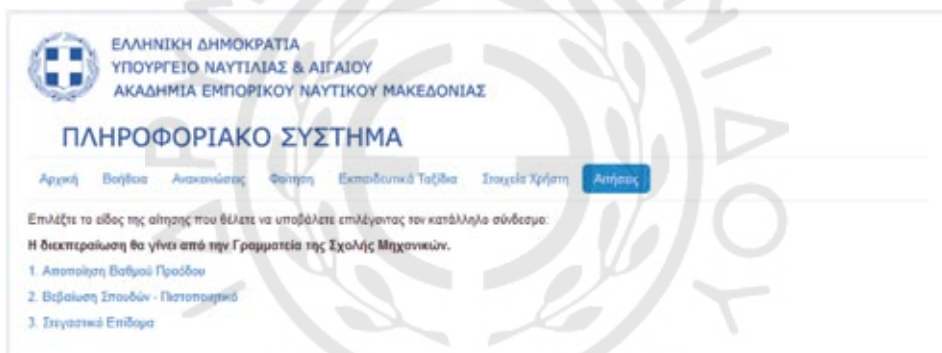 ΕΛΛΗΝΙΚΗ ΔΗΜΟΚΡΑΤΙΑ
ΥΠΟΥΡΓΕΙΟ ΝΑΥΤΙΛΙΑΣ & ΑΙΓΑΙΟΥ
ΑΚΑΔΗΜΙΑ ΕΜΠΟΡΙΚΟΥ ΝΑΥΤΙΚΟΥ ΜΑΚΕΔΟΝΙΑΣ
ΠΛΗΡΟΦΟΡΙΑΚΟ ΣΥΣΤΗΜΑ
Αρχική Βοήθεια Ανακοινώσεις Φοίτηση Εκπαιδευτικά Ταξίδια Στοιχεία Χρήστη Αιτήσεις
Επιλέξτε το είδος της αίτησης που θέλετε να υποβάλετε επιλέγοντας τον κατάλληλο σύνδεσμο:
Η διεκπεραίωση θα γίνει από την Γραμματεία της Σχολής Μηχανικών.
1. Αποποίηση Βαθμού Προόδου
2. Βεβαίωση Σπουδών - Πιστοποιητικό
3. Στεγαστικό Επίδομα